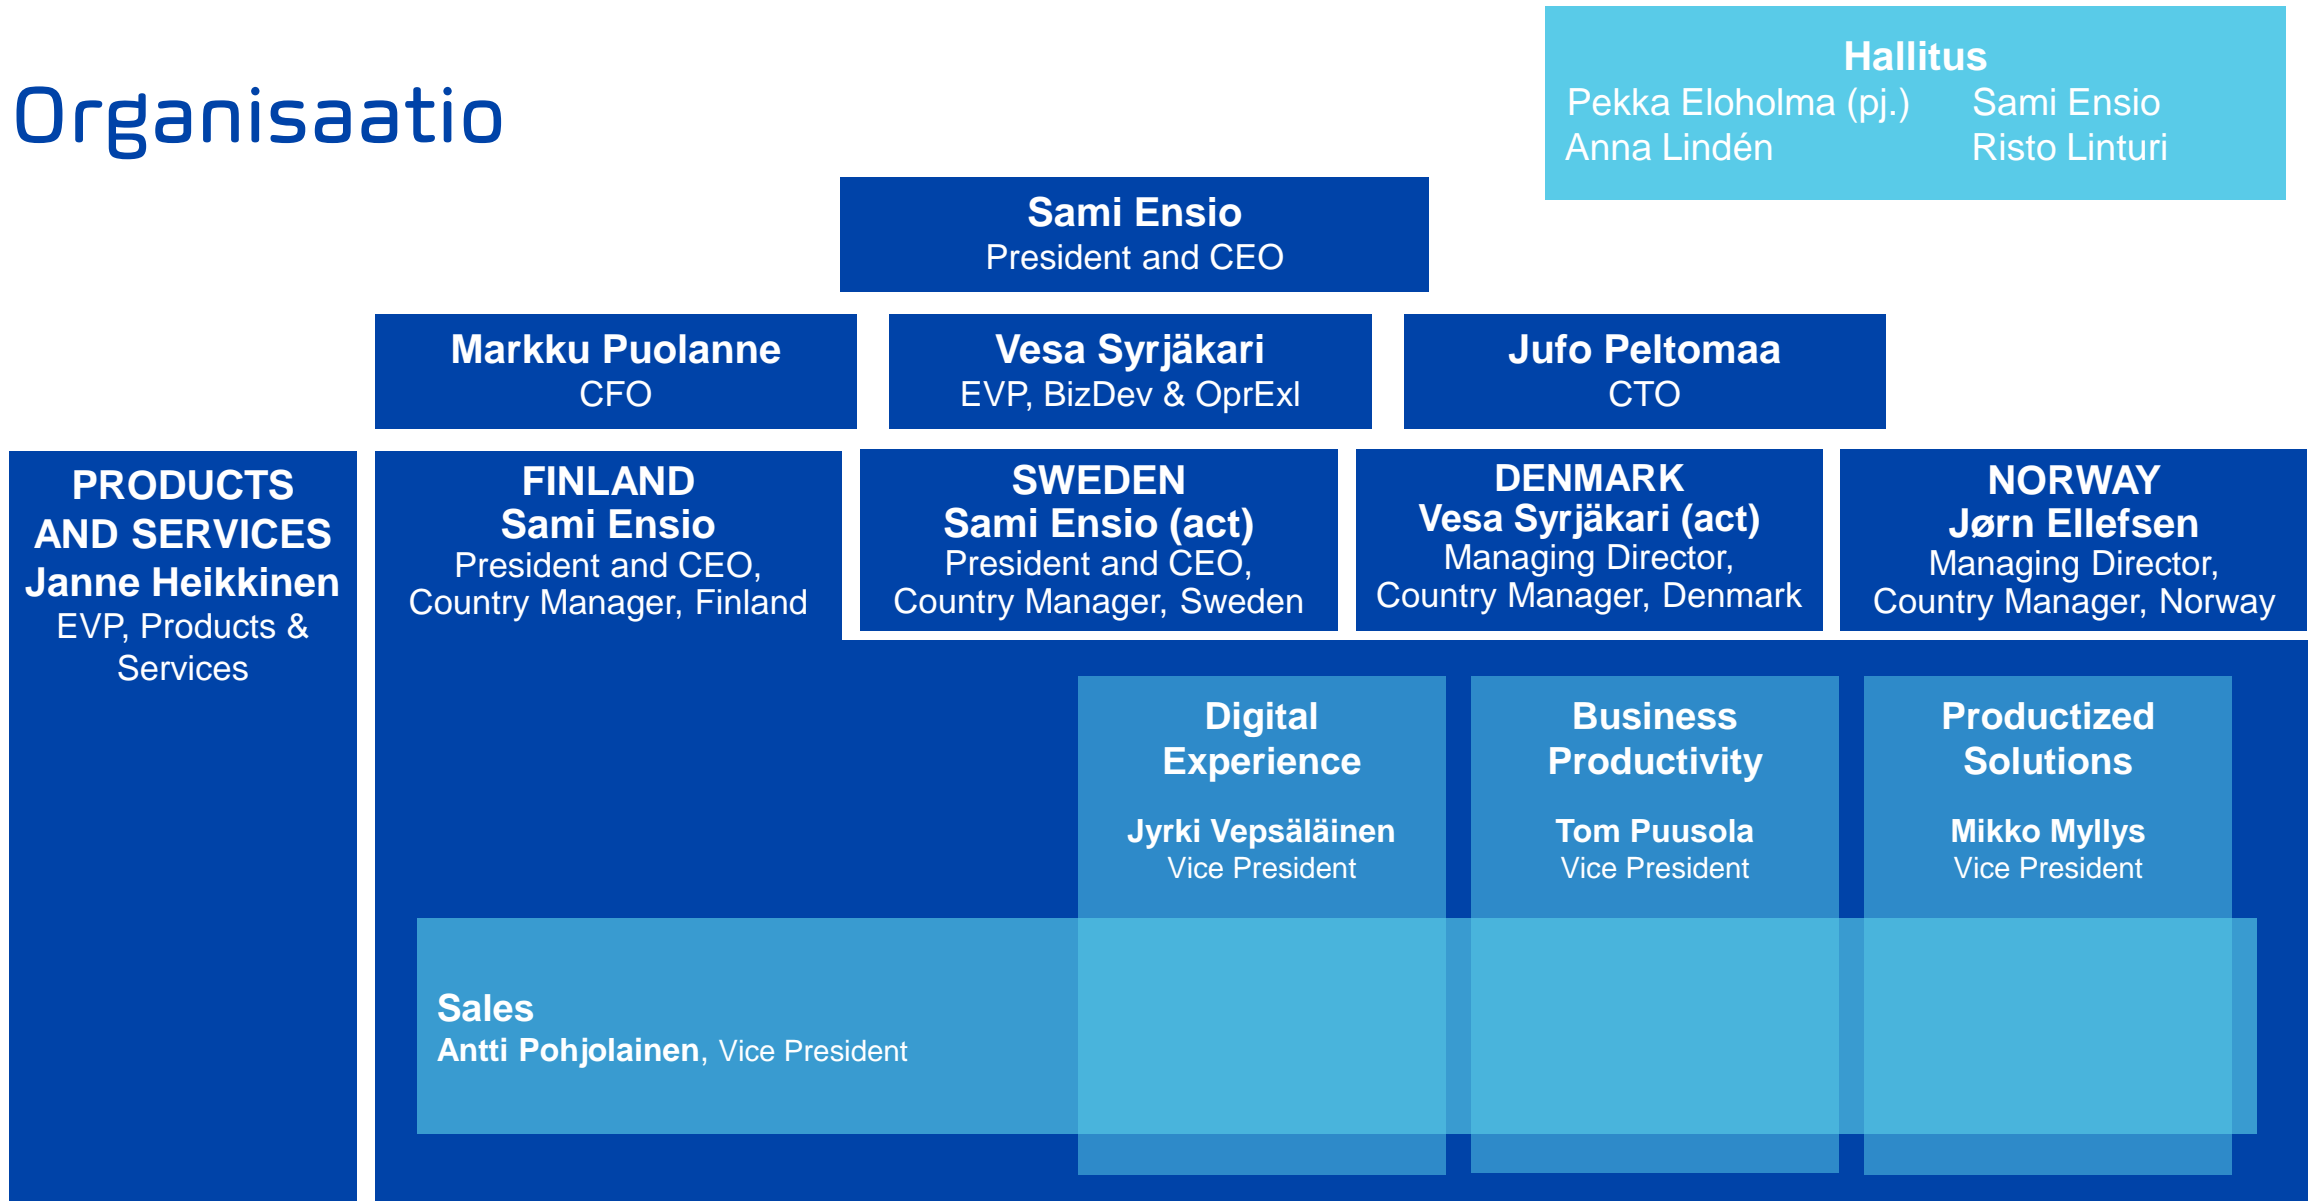 Organisaatio
Hallitus
Pekka Eloholma (pj.) Sami Ensio
Anna Lindén Risto Linturi
Sami Ensio
President and CEO
Markku Puolanne
CFO
Vesa Syrjäkari
EVP, BizDev & OprExl
Jufo Peltomaa
CTO
PRODUCTS
AND SERVICES
Janne Heikkinen
EVP, Products &
Services
FINLAND
Sami Ensio
President and CEO,
Country Manager, Finland
SWEDEN
Sami Ensio (act)
President and CEO,
Country Manager, Sweden
DENMARK
Vesa Syrjäkari (act)
Managing Director,
Country Manager, Denmark
NORWAY
Jørn Ellefsen
Managing Director,
Country Manager, Norway
Digital
Experience
Jyrki Vepsäläinen
Vice President
Business
Productivity
Tom Puusola
Vice President
Productized
Solutions
Mikko Myllys
Vice President
Sales
Antti Pohjolainen, Vice President